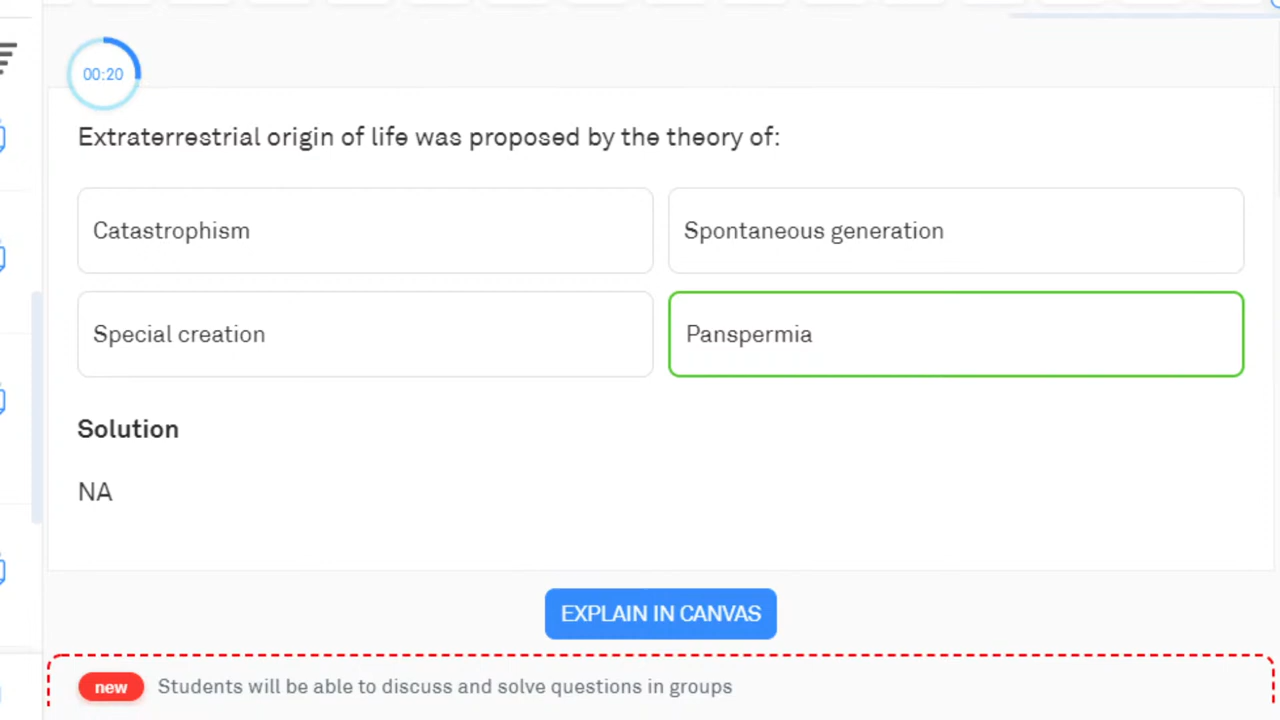 00:20
Extraterrestrial origin of life was proposed by the theory of:
Catastrophism
Spontaneous generation
Special creation
Panspermia
Solution
NA
EXPLAIN IN CANVAS
new Students will be able to discuss and solve questions in groups